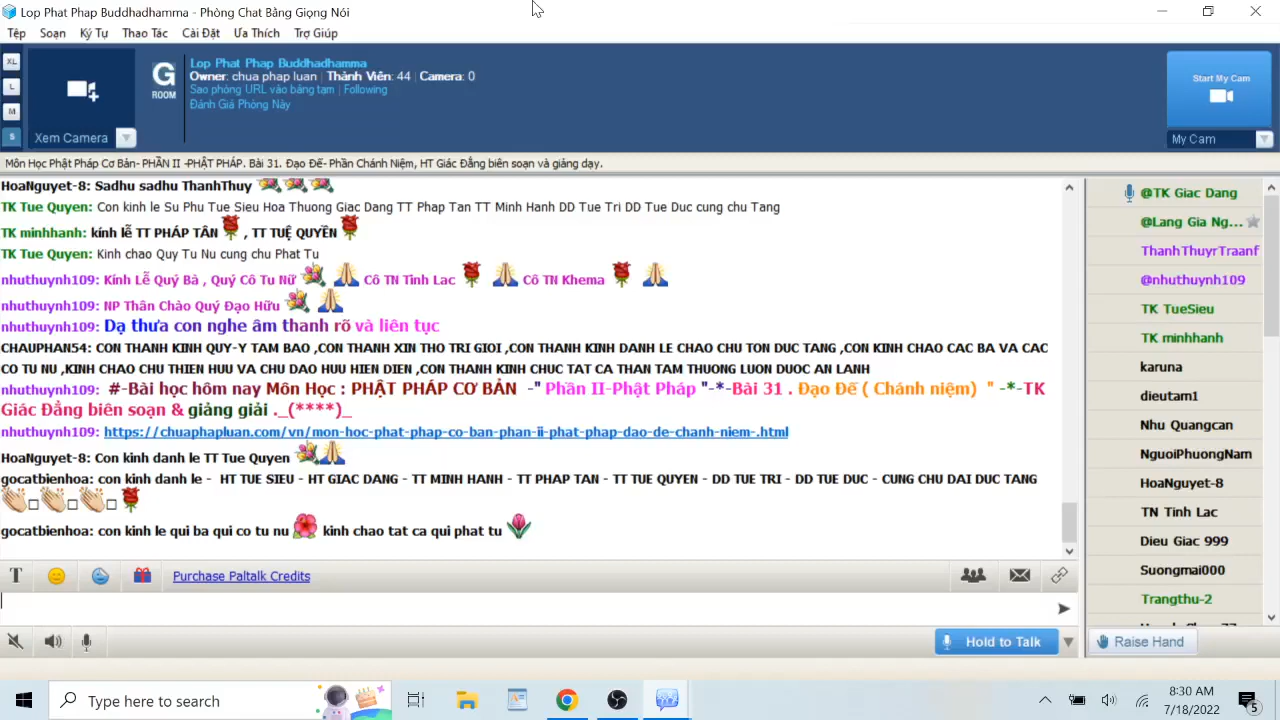 Lop Phat Phap Buddhadhamma - Phòng Chat Bằng Giọng Nói
Tệp Soạn Ký Tự Thao Tác Cài Đặt Ưa Thích Trợ Giúp
XL
L
M
S
Xem Camera
G
ROOM
Lop Phat Phap Buddhadhamma
Owner: chua phap luan | Thành Viên: 44 | Camera: 0
Sao phỏng URL vào bảng tạm | Following
Đánh Giá Phòng Này
Start My Cam
My Cam
Môn Học Phật Pháp Cơ Bản- PHẦN II -PHẬT PHÁP. Bài 31. Đạo Đế- Phần Chánh Niệm, HT Giác Đẳng biên soạn và giảng dạy.
HoaNguyet-8: Sadhu sadhu ThanhThuy
TK Tue Quyen: Con kinh le Su Phu Tue Sieu Hoa Thuong Giac Dang TT Phap Tan TT Minh Hanh DD Tue Tri DD Tue Duc cung chu Tang
TK minhhanh: kính lễ TT PHÁP TÂN , TT TUỆ QUYỀN
TK Tue Quyen: Kinh chao Quy Tu Nu cung chu Phat Tu
nhuthuynh109: Kính Lễ Quý Bà , Quý Cô Tu Nữ Cô TN Tinh Lac Cô TN Khema
nhuthuynh109: NP Thân Chào Quý Đạo Hữu
nhuthuynh109: Dạ thưa con nghe âm thanh rõ và liên tục
CHAUPHAN54: CON THANH KINH QUY-Y TAM BAO ,CON THANH XIN THO TRI GIOI ,CON THANH KINH DANH LE CHAO CHU TON DUC TANG ,CON KINH CHAO CAC BA VA CAC
CO TU NU ,KINH CHAO CHU THIEN HUU VA CHU DAO HUU HIEN DIEN ,CON THANH KINH CHUC TAT CA THAN TAM THUONG LUON DUOC AN LANH
nhuthuynh109: #-Bài học hôm nay Môn Học : PHẬT PHÁP CƠ BẢN -" Phần II-Phật Pháp "-*-Bài 31 . Đạo Đế ( Chánh niệm) " -*-TK
Giác Đẳng biên soạn & giảng giải ._(****)_
nhuthuynh109: https://chuaphapluan.com/vn/mon-hoc-phat-phap-co-ban-phan-ii-phat-phap-dao-de-chanh-niem-.html
HoaNguyet-8: Con kinh danh le TT Tue Quyen
gocatbienhoa: con kinh danh le - HT TUE SIEU - HT GIAC DANG - TT MINH HANH - TT PHAP TAN - TT TUE QUYEN - DD TUE TRI - DD TUE DUC - CUNG CHU DAI DUC TANG
gocatbienhoa: con kinh le qui ba qui co tu nu kinh chao tat ca qui phat tu
@TK Giac Dang
@Lang Gia Ng...
ThanhThuyrTraanf
@nhuthuynh109
TK TueSieu
TK minhhanh
karuna
dieutam1
Nhu Quangcan
NguoiPhuongNam
HoaNguyet-8
TN Tinh Lac
Dieu Giac 999
Suongmai000
Trangthu-2
T Purchase Paltalk Credits
Hold to Talk
Raise Hand
Type here to search
8:30 AM
7/18/2022
5